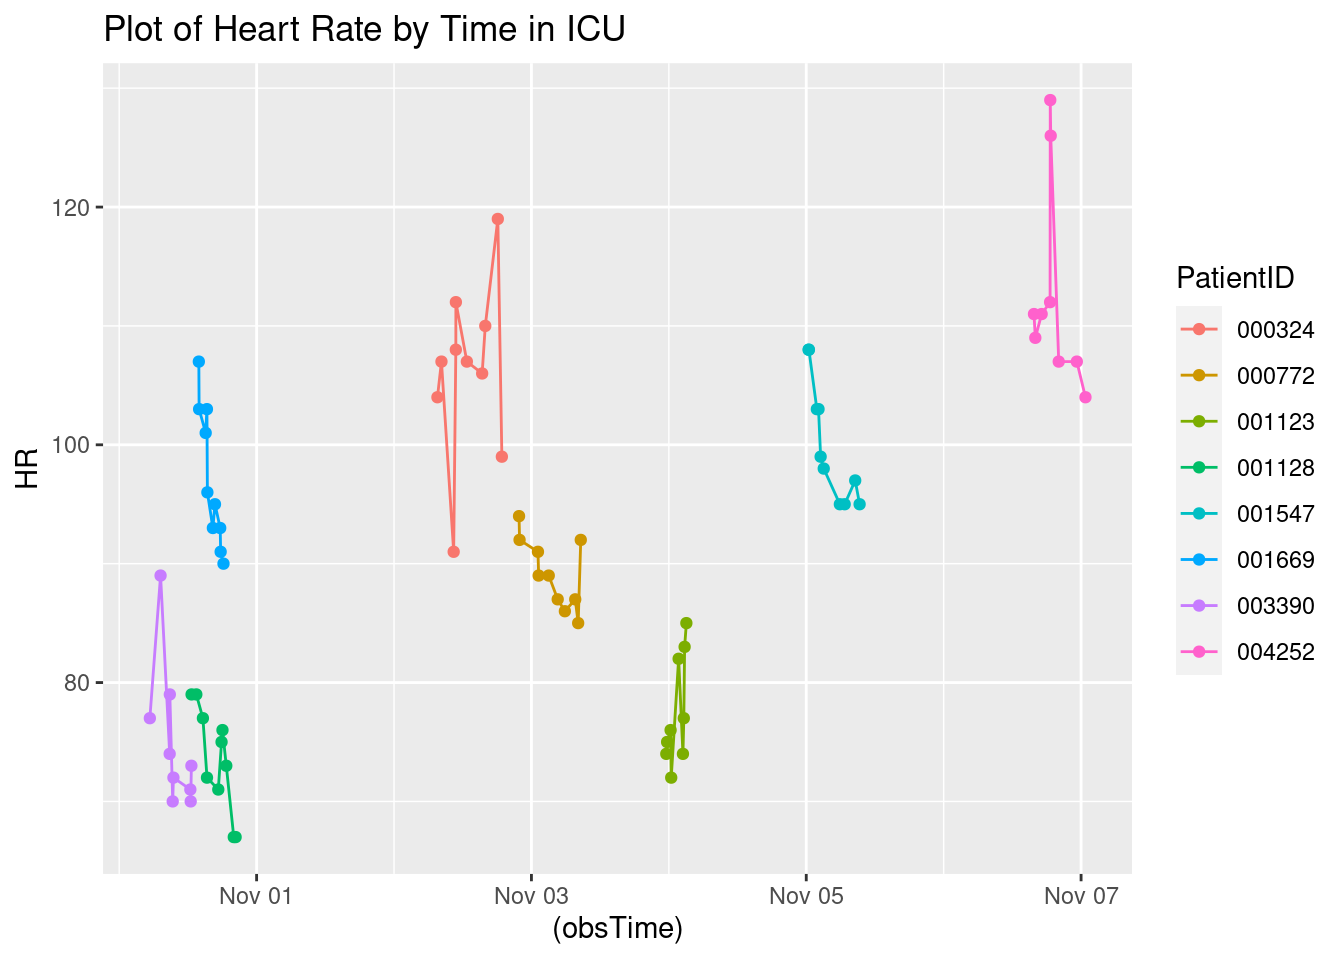 Plot of Heart Rate by Time in ICU
120
100
80
HR
Nov 01
Nov 03
Nov 05
Nov 07
(obsTime)
PatientID
000324
000772
001123
001128
001547
001669
003390
004252